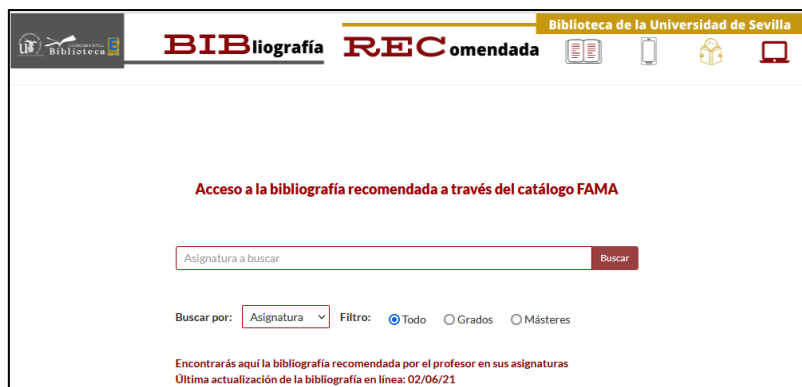 Biblioteca de la Universidad de Sevilla
Biblioteca
BIBliografía REComendada
Acceso a la bibliografía recomendada a través del catálogo FAMA
Asignatura a buscar Buscar
Buscar por: Asignatura Filtro: Todo Grados Másteres
Encontrarás aquí la bibliografía recomendada por el profesor en sus asignaturas
Última actualización de la bibliografía en línea: 02/06/21